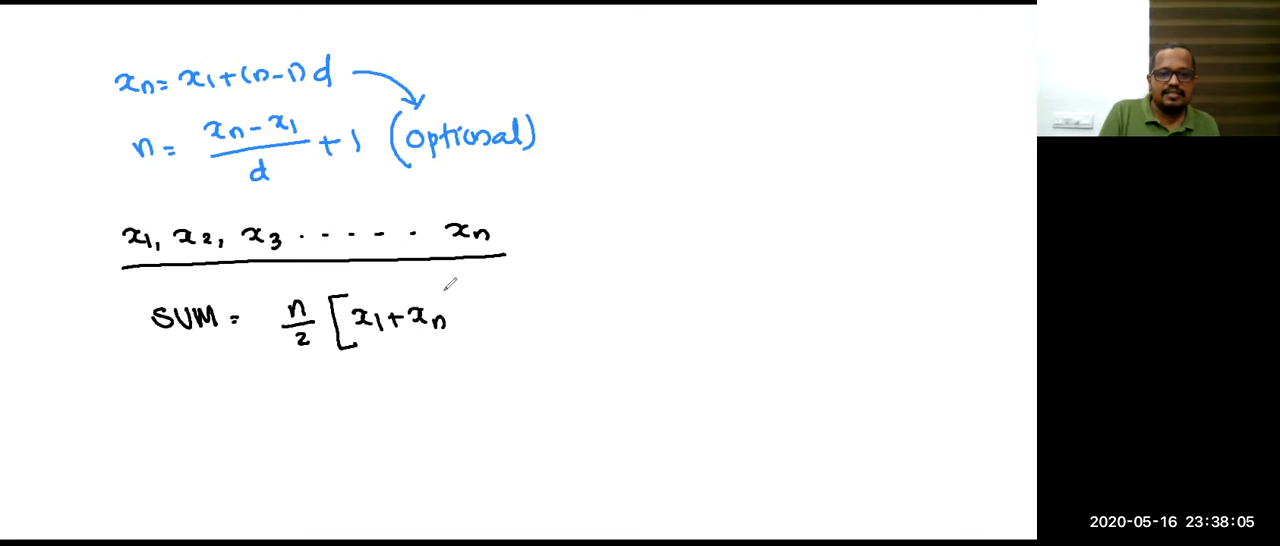 xn = x1 + (n-1) d
n = (xn - x1)/d + 1 (optional)
x1, x2, x3 . . . . . . xn
SUM = n/2 [x1 + xn
2020-05-16 23:38:05